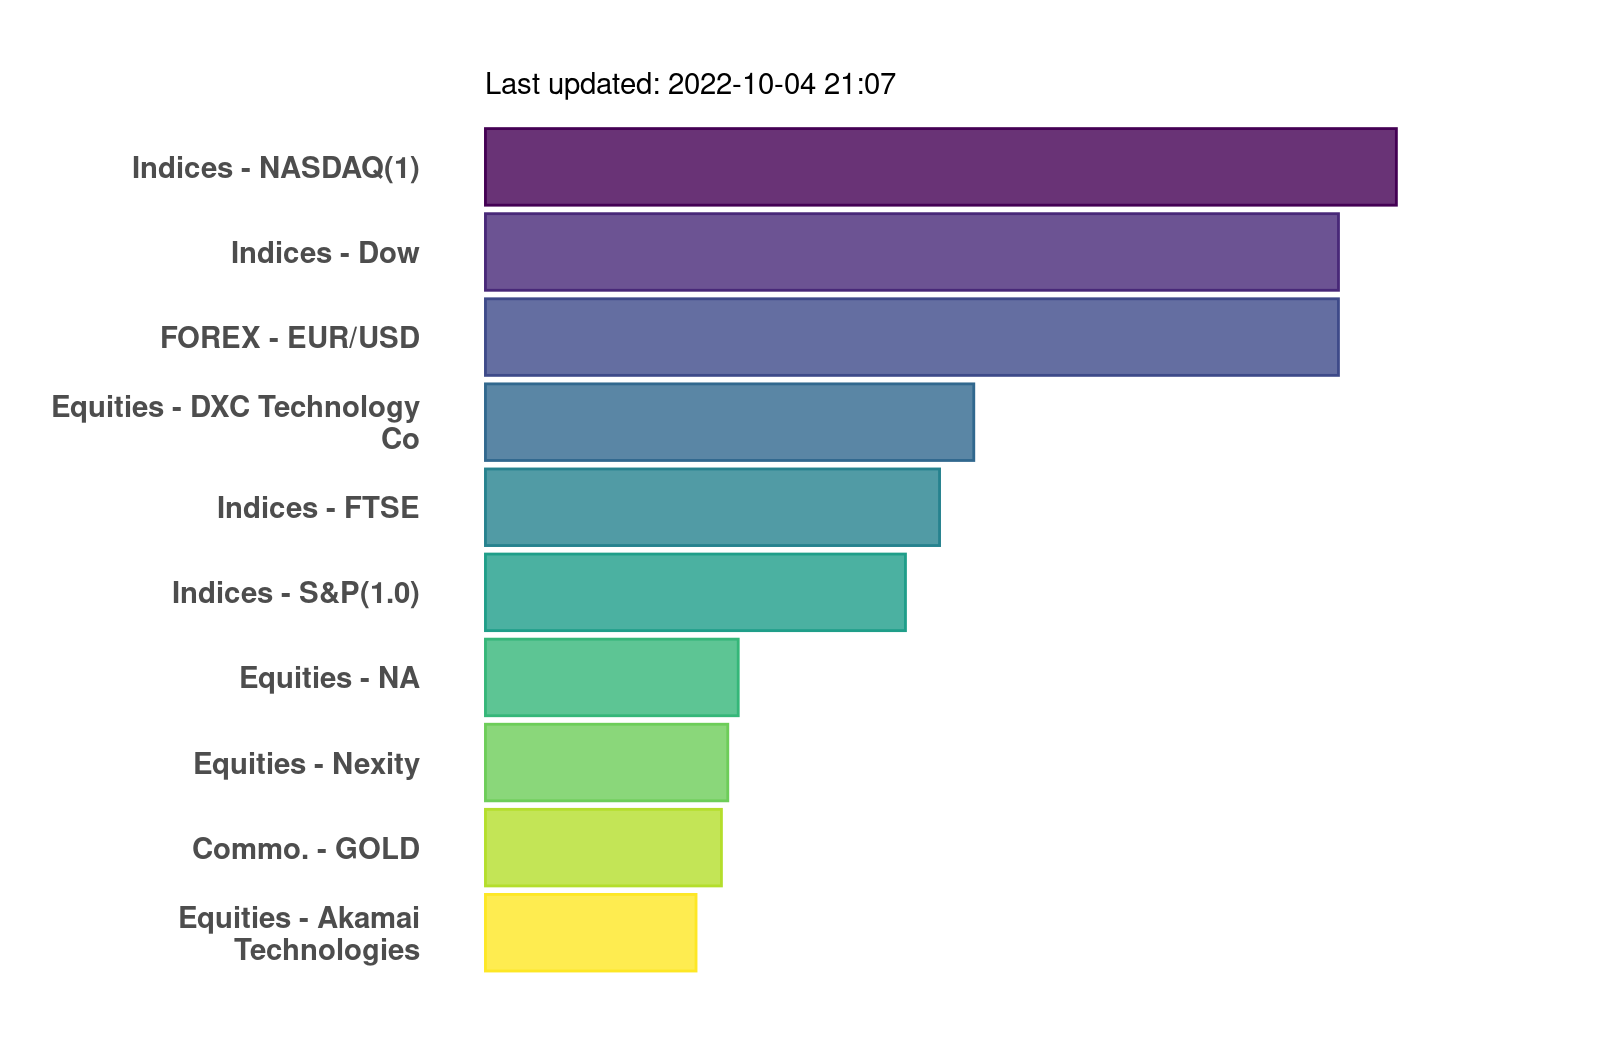 Last updated: 2022-10-04 21:07
Indices - NASDAQ(1)
Indices - Dow
FOREX - EUR/USD
Equities - DXC Technology
Co
Indices - FTSE
Indices - S&P(1.0)
Equities - NA
Equities - Nexity
Commo. - GOLD
Equities - Akamai
Technologies